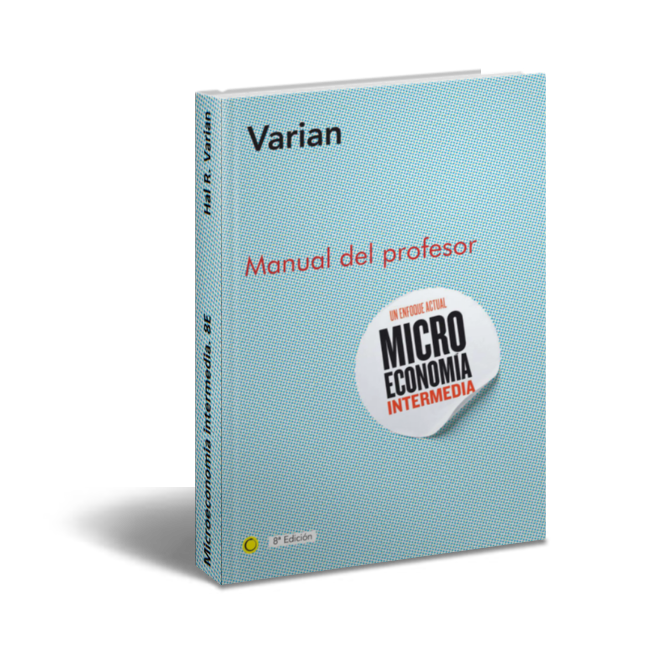 Varian
Manual del profesor
UN ENFOQUE ACTUAL
MICRO
ECONOMÍA
INTERMEDIA
8ª Edición
Hal R. Varian
Microeconomía Intermedia. 8E